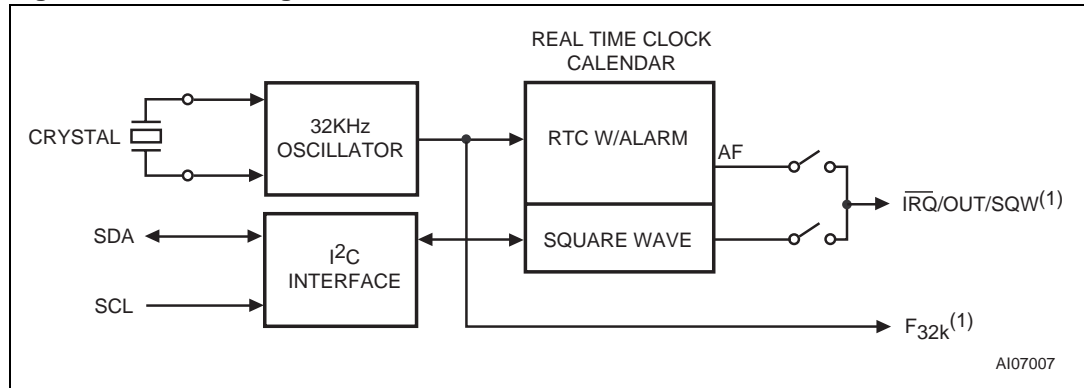 REAL TIME CLOCK
CALENDAR
CRYSTAL
32KHz
OSCILLATOR
RTC W/ALARM
AF
IRQ/OUT/SQW(1)
SDA
SCL
I2C
INTERFACE
SQUARE WAVE
F32k(1)
AI07007